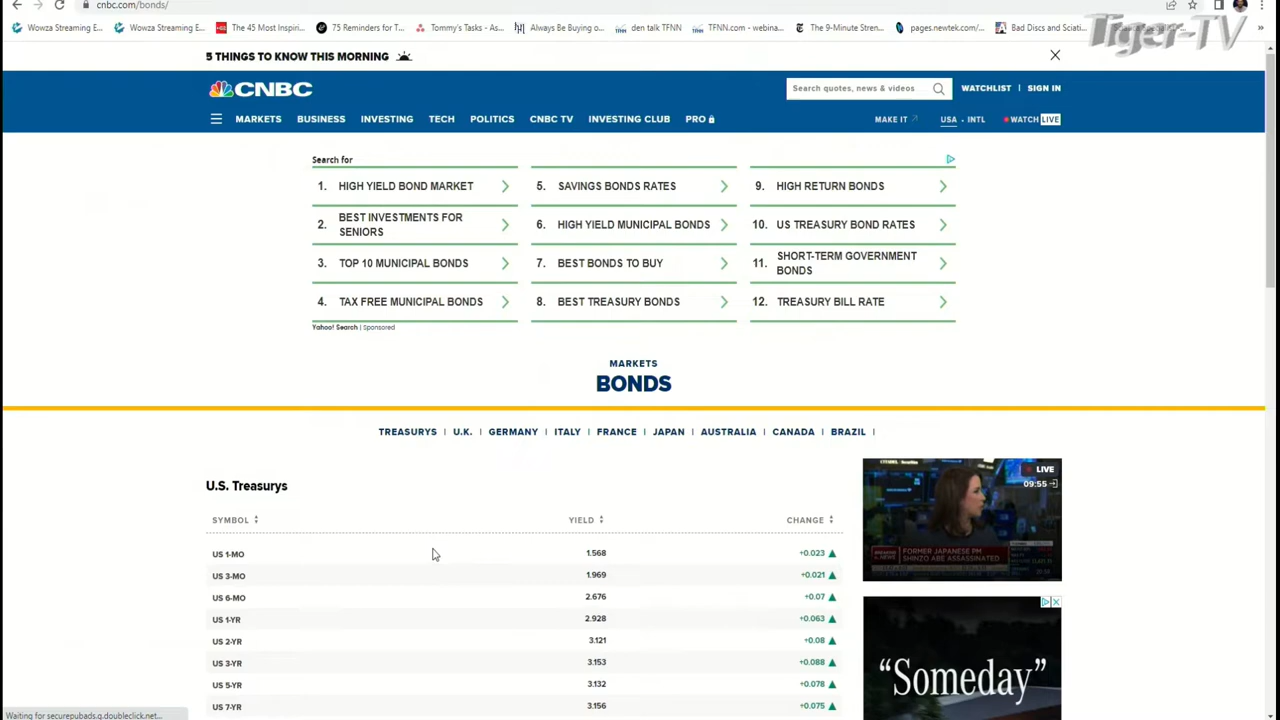 cnbc.com/bonds/
Wowza Streaming E...
Wowza Streaming E...
The 45 Most Inspiri...
75 Reminders for T...
Tommy's Tasks - As...
Always Be Buying o...
den talk TFNN
TFNN.com - webina...
The 9-Minute Stren...
pages.newtek.com/...
Bad Discs and Sciati...
Tiger-TV
5 THINGS TO KNOW THIS MORNING
CNBC
Search quotes, news & videos
WATCHLIST | SIGN IN
MARKETS BUSINESS INVESTING TECH POLITICS CNBC TV INVESTING CLUB PRO
MAKE IT USA • INTL WATCH LIVE
Search for
1. HIGH YIELD BOND MARKET
2. BEST INVESTMENTS FOR
SENIORS
3. TOP 10 MUNICIPAL BONDS
4. TAX FREE MUNICIPAL BONDS
5. SAVINGS BONDS RATES
6. HIGH YIELD MUNICIPAL BONDS
7. BEST BONDS TO BUY
8. BEST TREASURY BONDS
9. HIGH RETURN BONDS
10. US TREASURY BOND RATES
11. SHORT-TERM GOVERNMENT
BONDS
12. TREASURY BILL RATE
Yahoo! Search | Sponsored
MARKETS
BONDS
TREASURYS | U.K. | GERMANY | ITALY | FRANCE | JAPAN | AUSTRALIA | CANADA | BRAZIL |
U.S. Treasurys
SYMBOL YIELD CHANGE
US 1-MO 1.568 +0.023
US 3-MO 1.969 +0.021
US 6-MO 2.676 +0.07
US 1-YR 2.928 +0.063
US 2-YR 3.121 +0.08
US 3-YR 3.153 +0.088
US 5-YR 3.132 +0.078
US 7-YR 3.156 +0.075
LIVE
09:55
FORMER JAPANESE PM
SHINZO ABE ASSASSINATED
“Someday”
Waiting for securepubads.g.doubleclick.net...